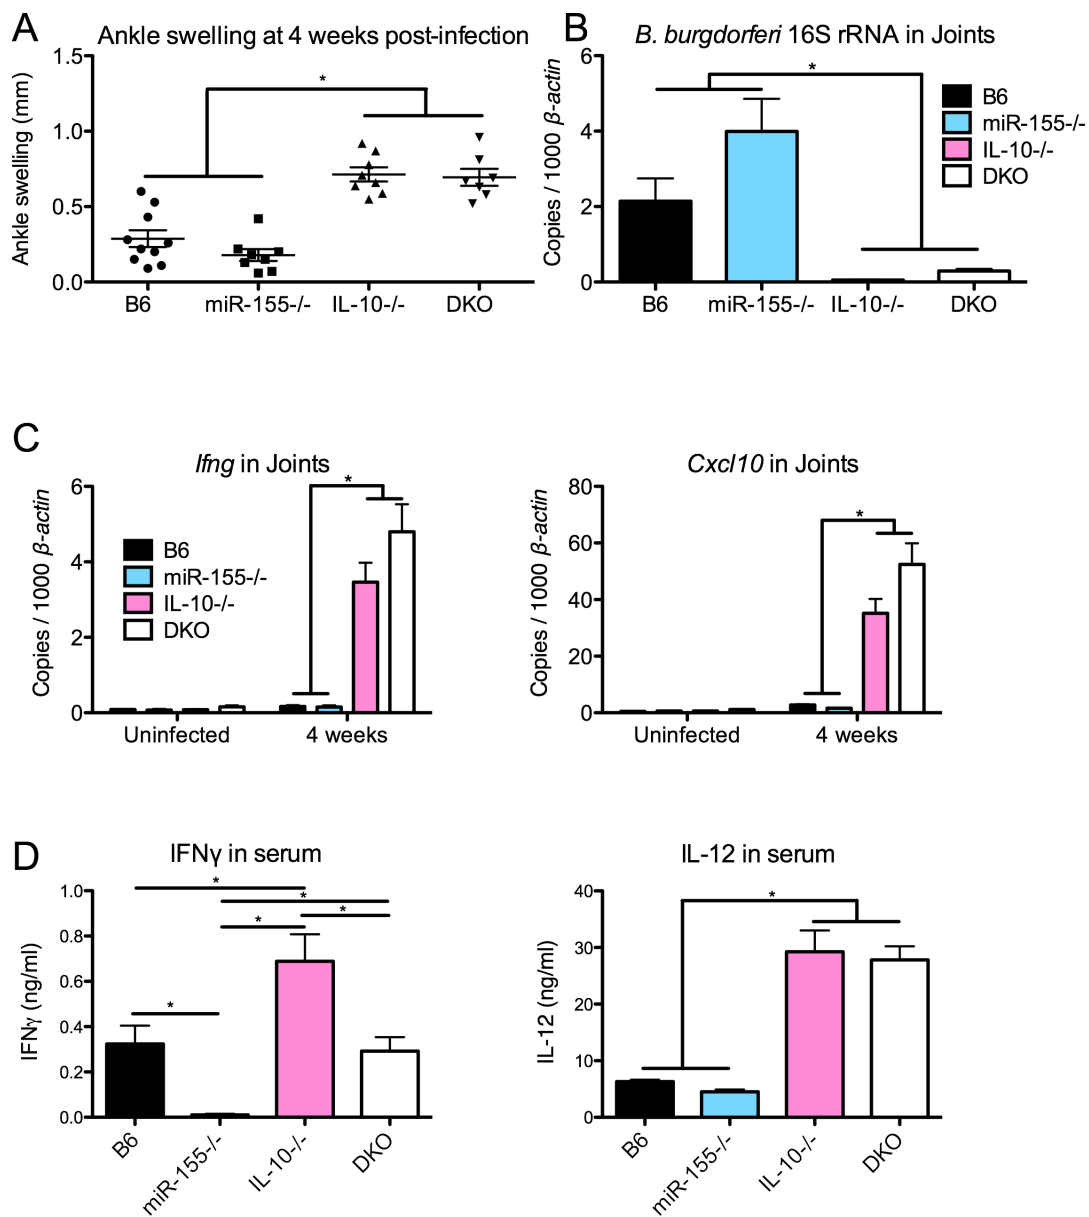 A
Ankle swelling at 4 weeks post-infection
Ankle swelling (mm)
1.5
1.0
0.5
0.0
*
B6
miR-155-/-
IL-10-/-
DKO
B
B. burgdorferi 16S rRNA in Joints
Copies / 1000 β-actin
6
4
2
0
*
B6
miR-155-/-
IL-10-/-
DKO
B6
miR-155-/-
IL-10-/-
DKO
C
Ifng in Joints
Copies / 1000 β-actin
6
4
2
0
*
B6
miR-155-/-
IL-10-/-
DKO
Uninfected
4 weeks
Cxcl10 in Joints
Copies / 1000 β-actin
80
60
40
20
0
*
Uninfected
4 weeks
D
IFNγ in serum
IFNγ (ng/ml)
1.0
0.8
0.6
0.4
0.2
0.0
*
*
*
*
*
B6
miR-155-/-
IL-10-/-
DKO
IL-12 in serum
IL-12 (ng/ml)
40
30
20
10
0
*
B6
miR-155-/-
IL-10-/-
DKO